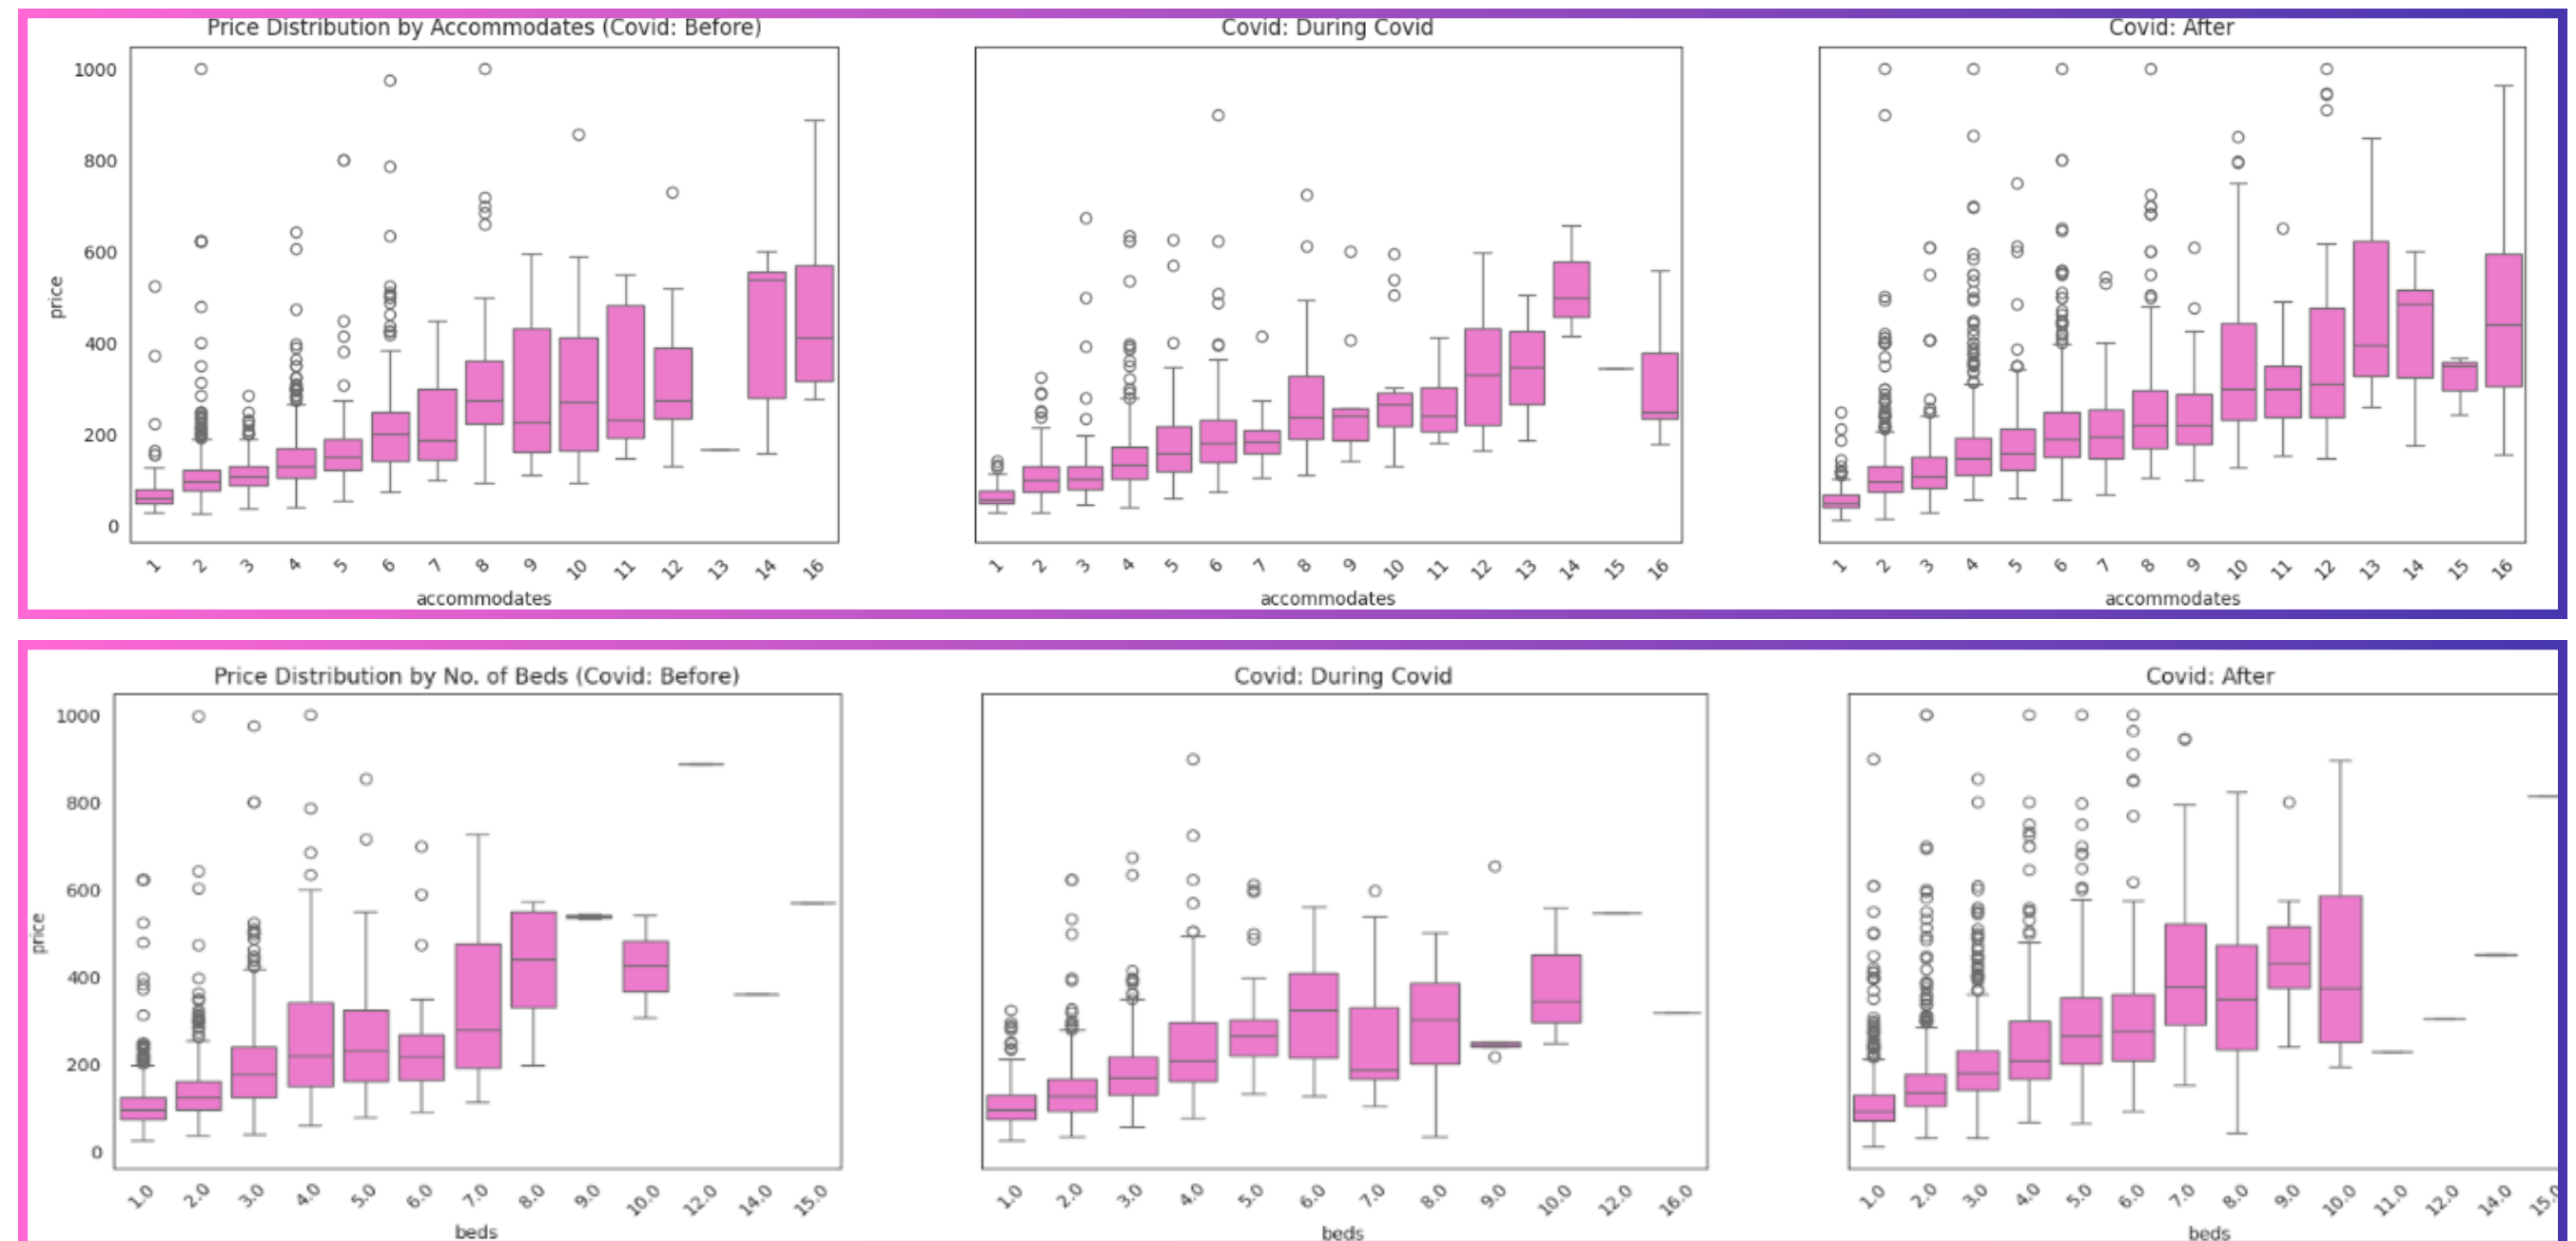 Price Distribution by Accommodates (Covid: Before)
Covid: During Covid
Covid: After
1000
800
600
400
200
0
price
1 2 3 4 5 6 7 8 9 10 11 12 13 14 16
1 2 3 4 5 6 7 8 9 10 11 12 13 14 15 16
1 2 3 4 5 6 7 8 9 10 11 12 13 14 15 16
accommodates
accommodates
accommodates
Price Distribution by No. of Beds (Covid: Before)
Covid: During Covid
Covid: After
1000
800
600
400
200
0
price
1.0 2.0 3.0 4.0 5.0 6.0 7.0 8.0 9.0 10.0 12.0 14.0 15.0
1.0 2.0 3.0 4.0 5.0 6.0 7.0 8.0 9.0 10.0 12.0 16.0
1.0 2.0 3.0 4.0 5.0 6.0 7.0 8.0 9.0 10.0 11.0 12.0 14.0 15.0
beds
beds
beds